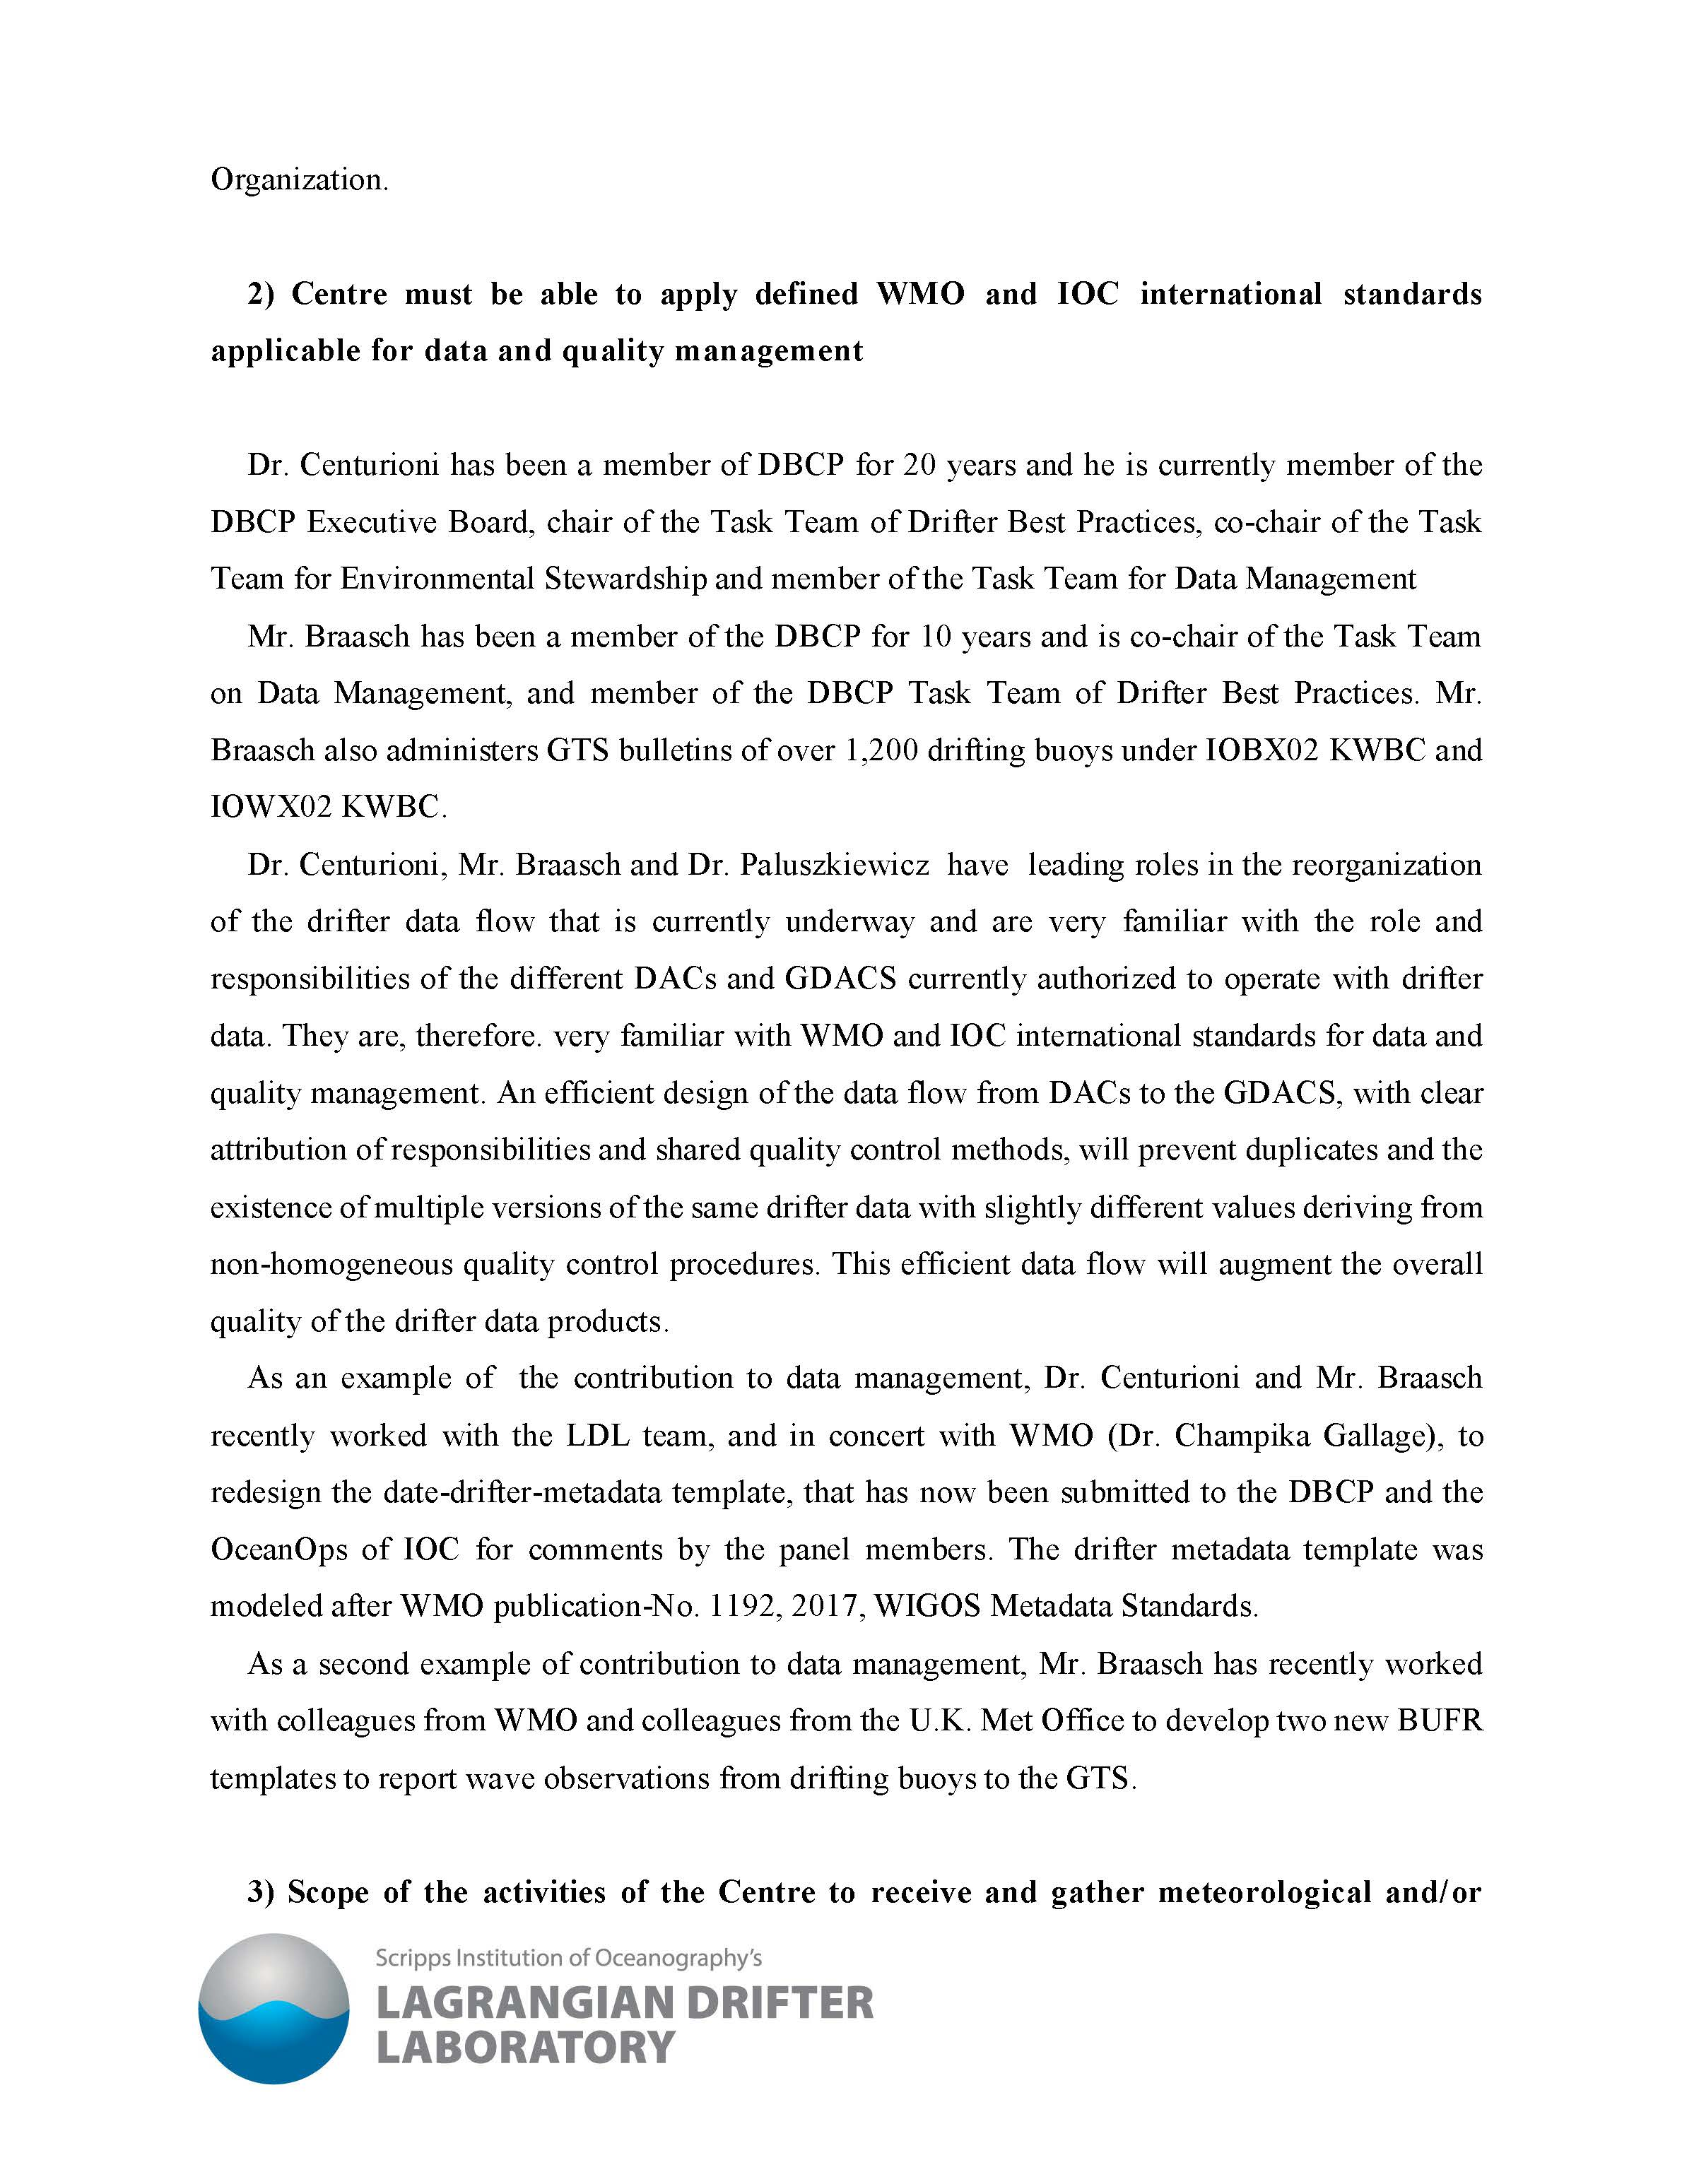 Organization.
2) Centre must be able to apply defined WMO and IOC international standards
applicable for data and quality management
Dr. Centurioni has been a member of DBCP for 20 years and he is currently member of the
DBCP Executive Board, chair of the Task Team of Drifter Best Practices, co-chair of the Task
Team for Environmental Stewardship and member of the Task Team for Data Management
Mr. Braasch has been a member of the DBCP for 10 years and is co-chair of the Task Team
on Data Management, and member of the DBCP Task Team of Drifter Best Practices. Mr.
Braasch also administers GTS bulletins of over 1,200 drifting buoys under IOBX02 KWBC and
IOWX02 KWBC.
Dr. Centurioni, Mr. Braasch and Dr. Paluszkiewicz have leading roles in the reorganization
of the drifter data flow that is currently underway and are very familiar with the role and
responsibilities of the different DACs and GDACS currently authorized to operate with drifter
data. They are, therefore. very familiar with WMO and IOC international standards for data and
quality management. An efficient design of the data flow from DACs to the GDACS, with clear
attribution of responsibilities and shared quality control methods, will prevent duplicates and the
existence of multiple versions of the same drifter data with slightly different values deriving from
non-homogeneous quality control procedures. This efficient data flow will augment the overall
quality of the drifter data products.
As an example of the contribution to data management, Dr. Centurioni and Mr. Braasch
recently worked with the LDL team, and in concert with WMO (Dr. Champika Gallage), to
redesign the date-drifter-metadata template, that has now been submitted to the DBCP and the
OceanOps of IOC for comments by the panel members. The drifter metadata template was
modeled after WMO publication-No. 1192, 2017, WIGOS Metadata Standards.
As a second example of contribution to data management, Mr. Braasch has recently worked
with colleagues from WMO and colleagues from the U.K. Met Office to develop two new BUFR
templates to report wave observations from drifting buoys to the GTS.
3) Scope of the activities of the Centre to receive and gather meteorological and/or
Scripps Institution of Oceanography's
LAGRANGIAN DRIFTER
LABORATORY